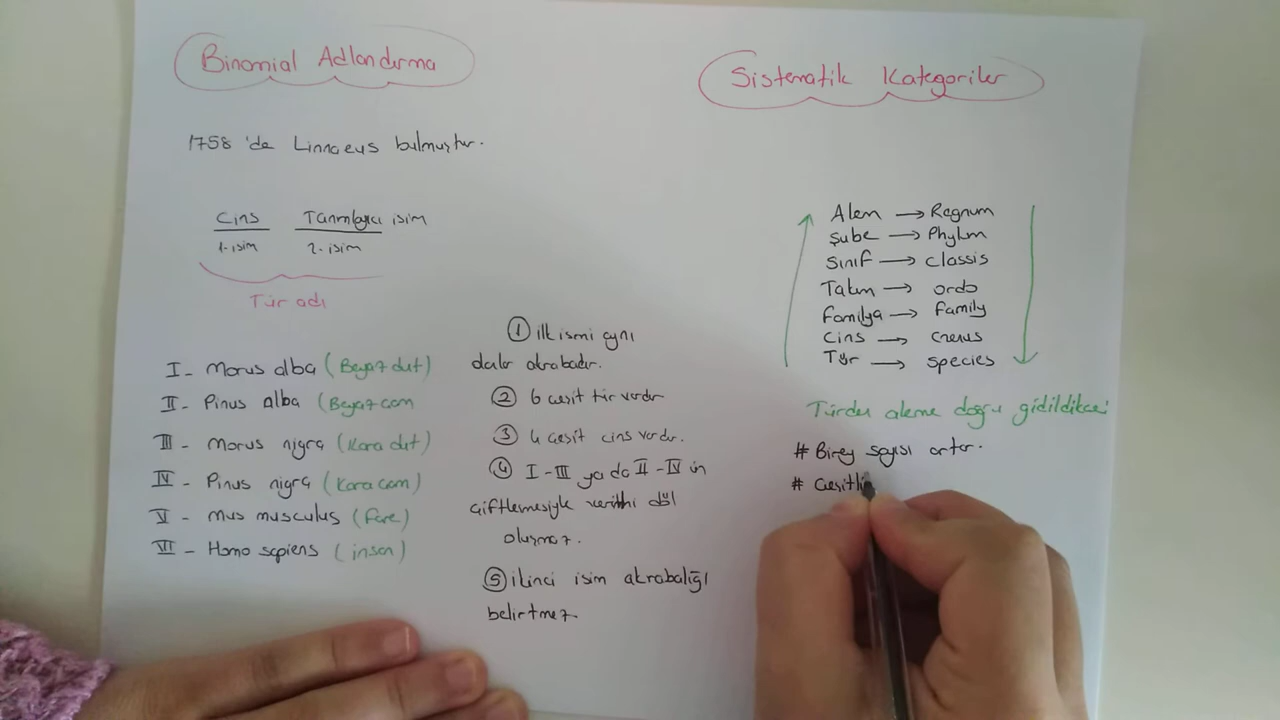 Binomial Adlandırma
1758 'de Linnaeus bulmuştur.
Cins Tanımlayıcı isim
1. isim 2. isim
Tür adı
I - Morus alba (Beyaz dut)
II - Pinus alba (Beyaz çam
III - Morus nigra (Kara dut)
IV - Pinus nigra (Kara çam)
V - Mus musculus (fare)
VI - Homo sapiens (insan)
① ilk ismi aynı
olanlar akrabadır.
② 6 çeşit tür vardır
③ 4 çeşit cins vardır.
④ I-III ya da II-IV ün
çiftleşmesiyle verimli döl
oluşmaz.
⑤ ikinci isim akrabalığı
belirtmez.
Sistematik Kategoriler
Alem → Regnum
Şube → Phylum
Sınıf → classis
Takım → ordo
familya → family
Cins → Genus
Tür → species
Türden aleme doğru gidildikçe;
# Birey sayısı artar.
# Çeşitli